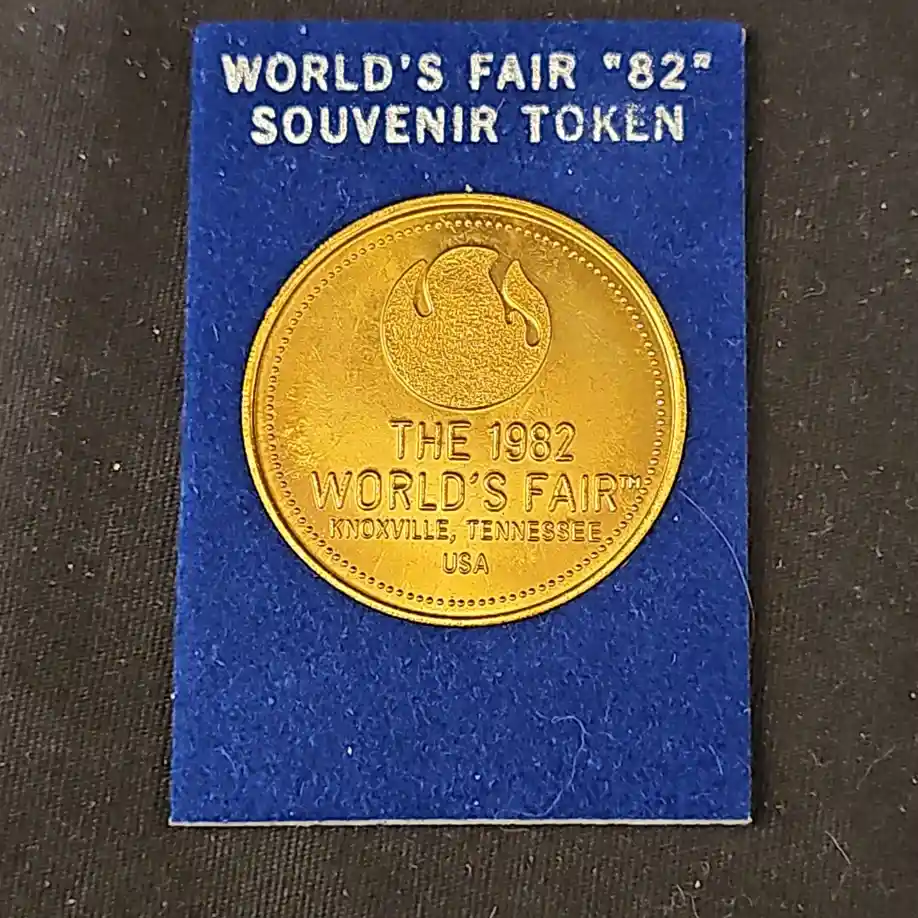 WORLD'S FAIR "82"
SOUVENIR TOKEN
THE 1982
WORLD'S FAIR™
KNOXVILLE, TENNESSEE
USA